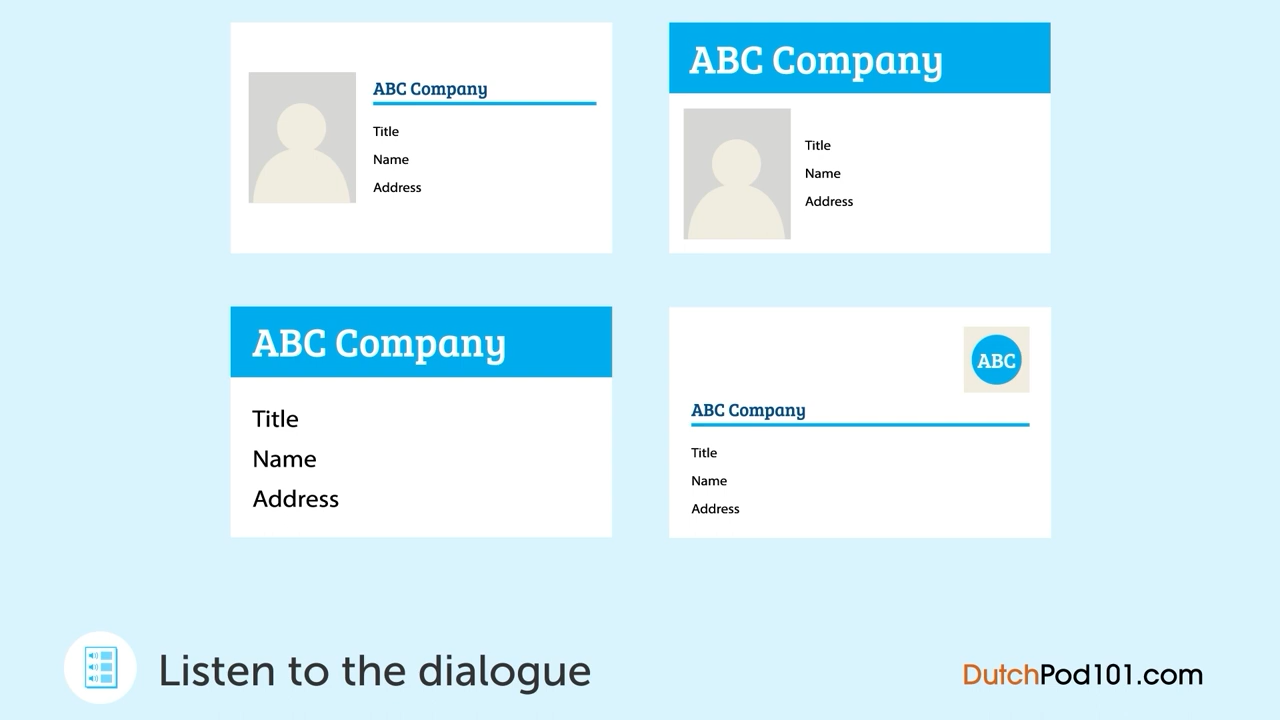 ABC Company
Title
Name
Address
ABC Company
Title
Name
Address
ABC Company
Title
Name
Address
ABC
ABC Company
Title
Name
Address
Listen to the dialogue
DutchPod101.com